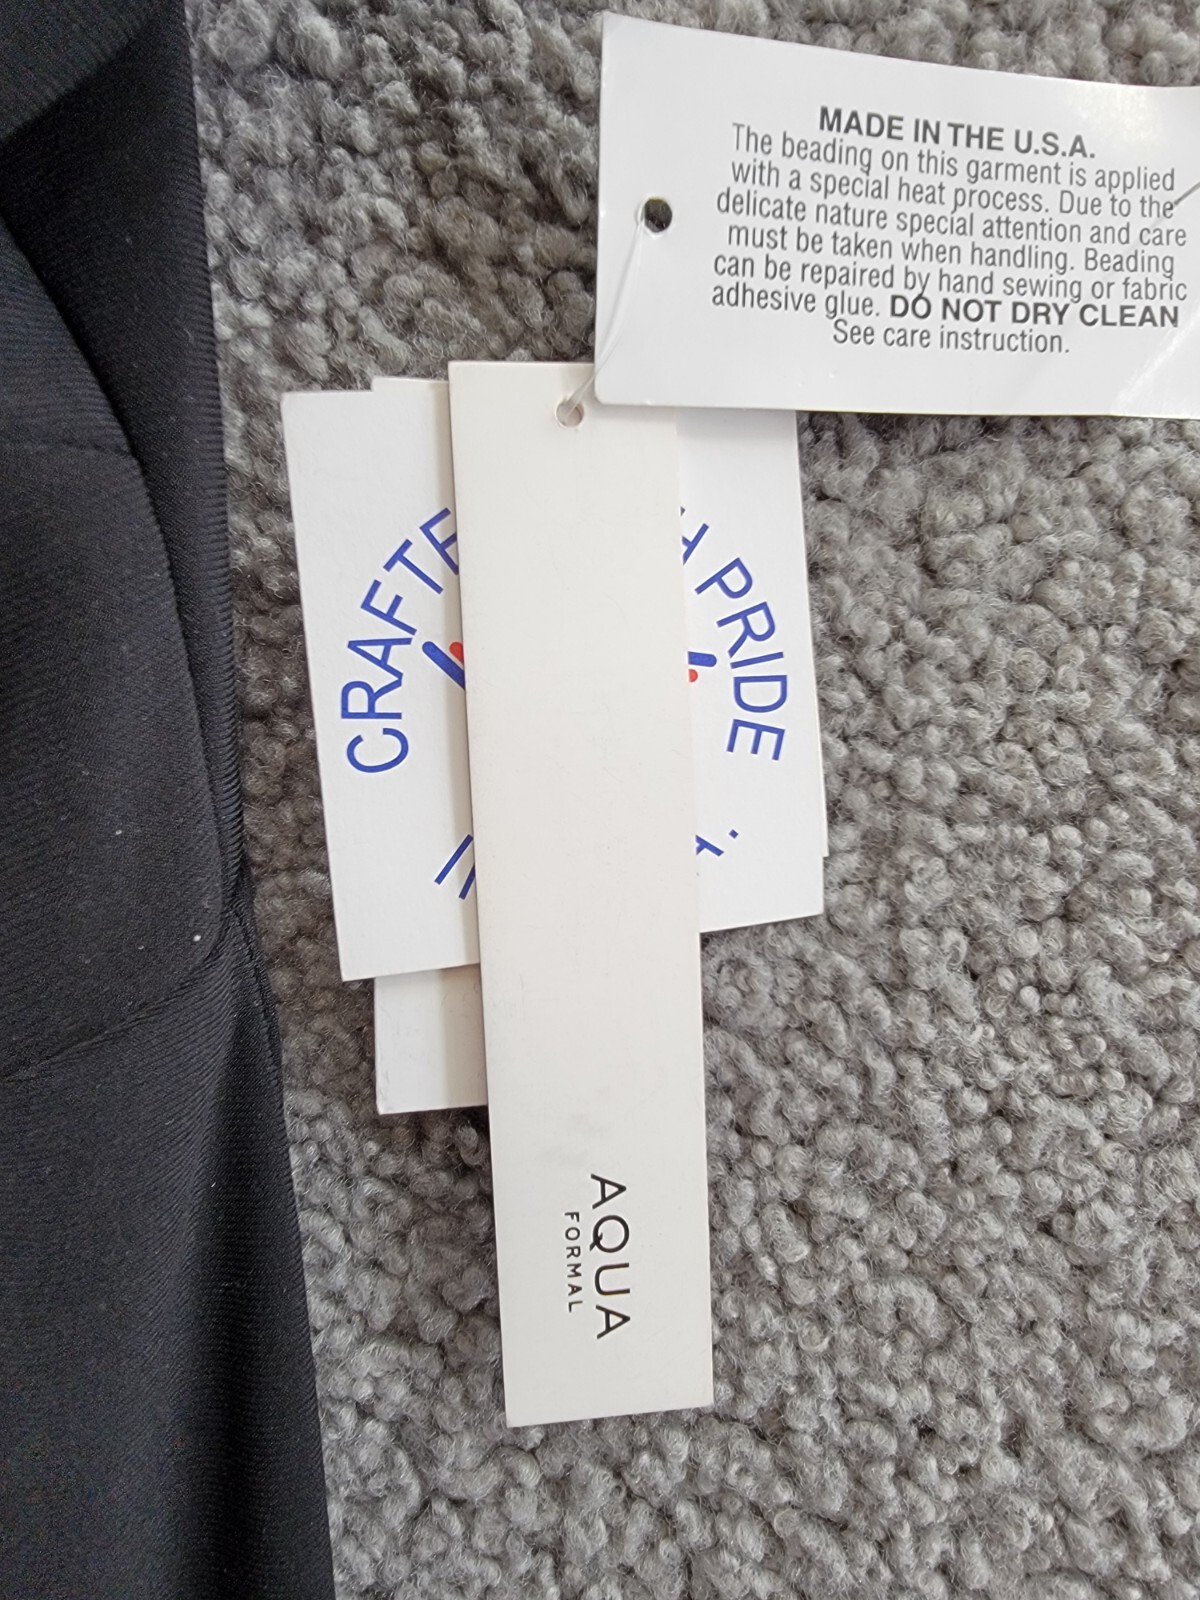 MADE IN THE U.S.A.
The beading on this garment is applied
with a special heat process. Due to the
delicate nature special attention and care
must be taken when handling. Beading
can be repaired by hand sewing or fabric
adhesive glue. DO NOT DRY CLEAN
See care instruction.
CRAFTE
PRIDE
AQUA
FORMAL